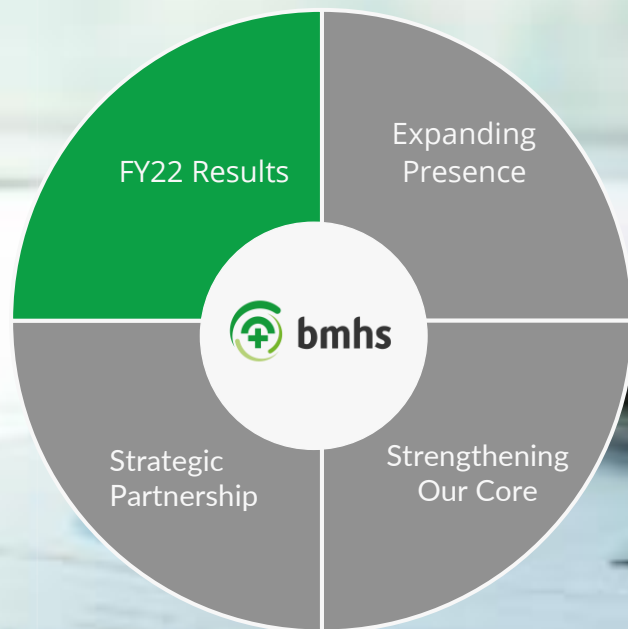 FY22 Results
Expanding
Presence
bmhs
Strategic
Partnership
Strengthening
Our Core